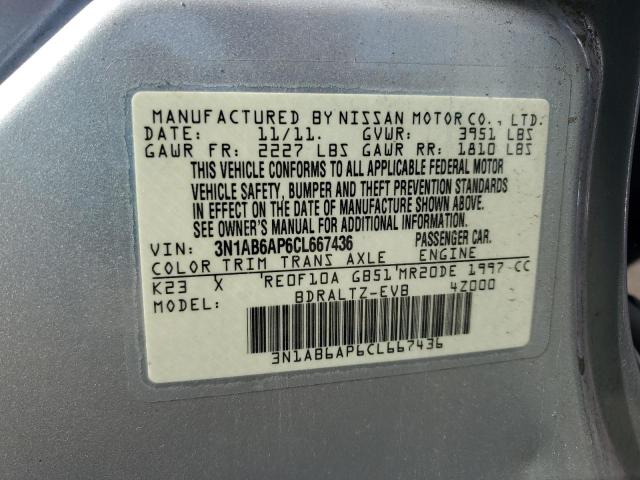 MANUFACTURED BY NISSAN MOTOR CO., LTD.
DATE: 11/11. GVWR: 3951 LBS
GAWR FR: 2227 LBS GAWR RR: 1810 LBS
THIS VEHICLE CONFORMS TO ALL APPLICABLE FEDERAL MOTOR
VEHICLE SAFETY, BUMPER AND THEFT PREVENTION STANDARDS
IN EFFECT ON THE DATE OF MANUFACTURE SHOWN ABOVE.
SEE OWNER'S MANUAL FOR ADDITIONAL INFORMATION.
VIN: 3N1AB6AP6CL667436 PASSENGER CAR.
COLOR TRIM TRANS AXLE ENGINE
K23 X RE0F10A GB51 MR20DE 1997 CC
MODEL: BDRALTZ-EVB 4Z000
3N1AB6AP6CL667436